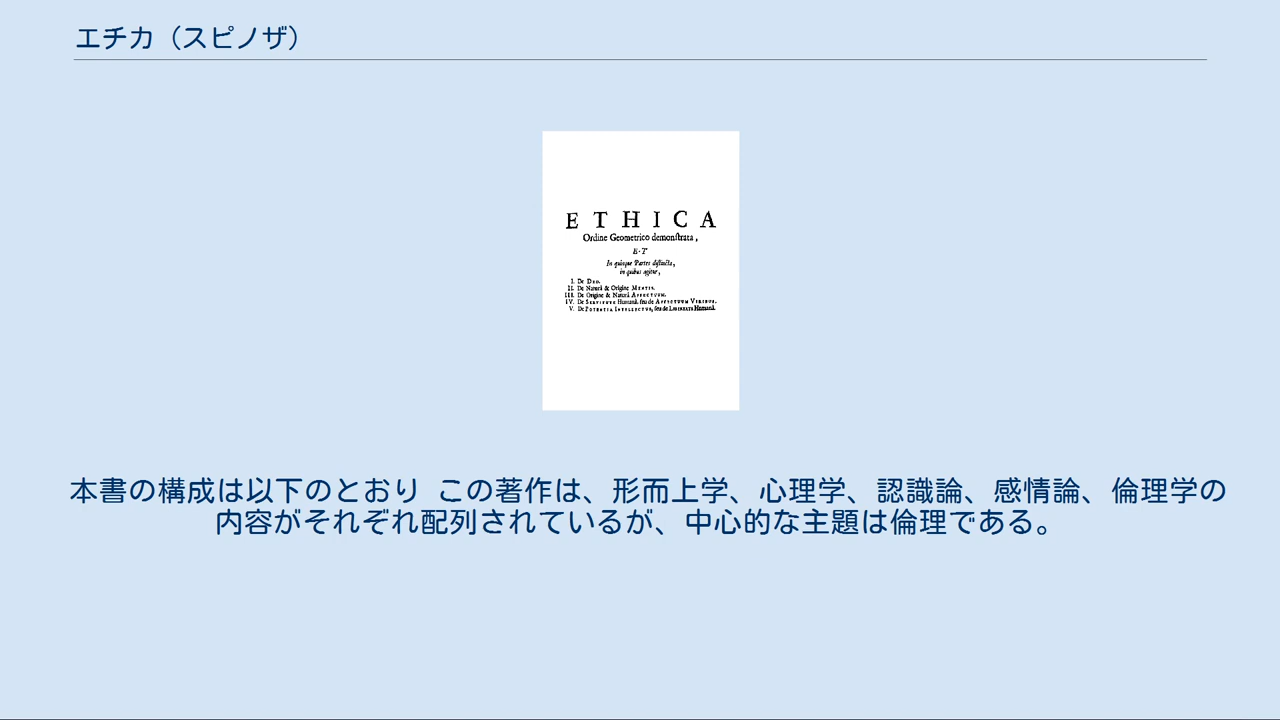 エチカ（スピノザ）
E T H I C A
Ordine Geometrico demonſtrata,
E T
In quinque Partes diſtincta,
in quibus agitur,
I. De DEO.
II. De Naturâ & Origine MENTIS.
III. De Origine & Naturâ AFFECTUUM.
IV. De SERVITUTE Humanâ, ſeu de AFFECTUUM VIRIBUS.
V. De POTENTIA INTELLECTUS, ſeu de LIBERTATE Humanâ.
本書の構成は以下のとおり この著作は、形而上学、心理学、認識論、感情論、倫理学の
内容がそれぞれ配列されているが、中心的な主題は倫理である。